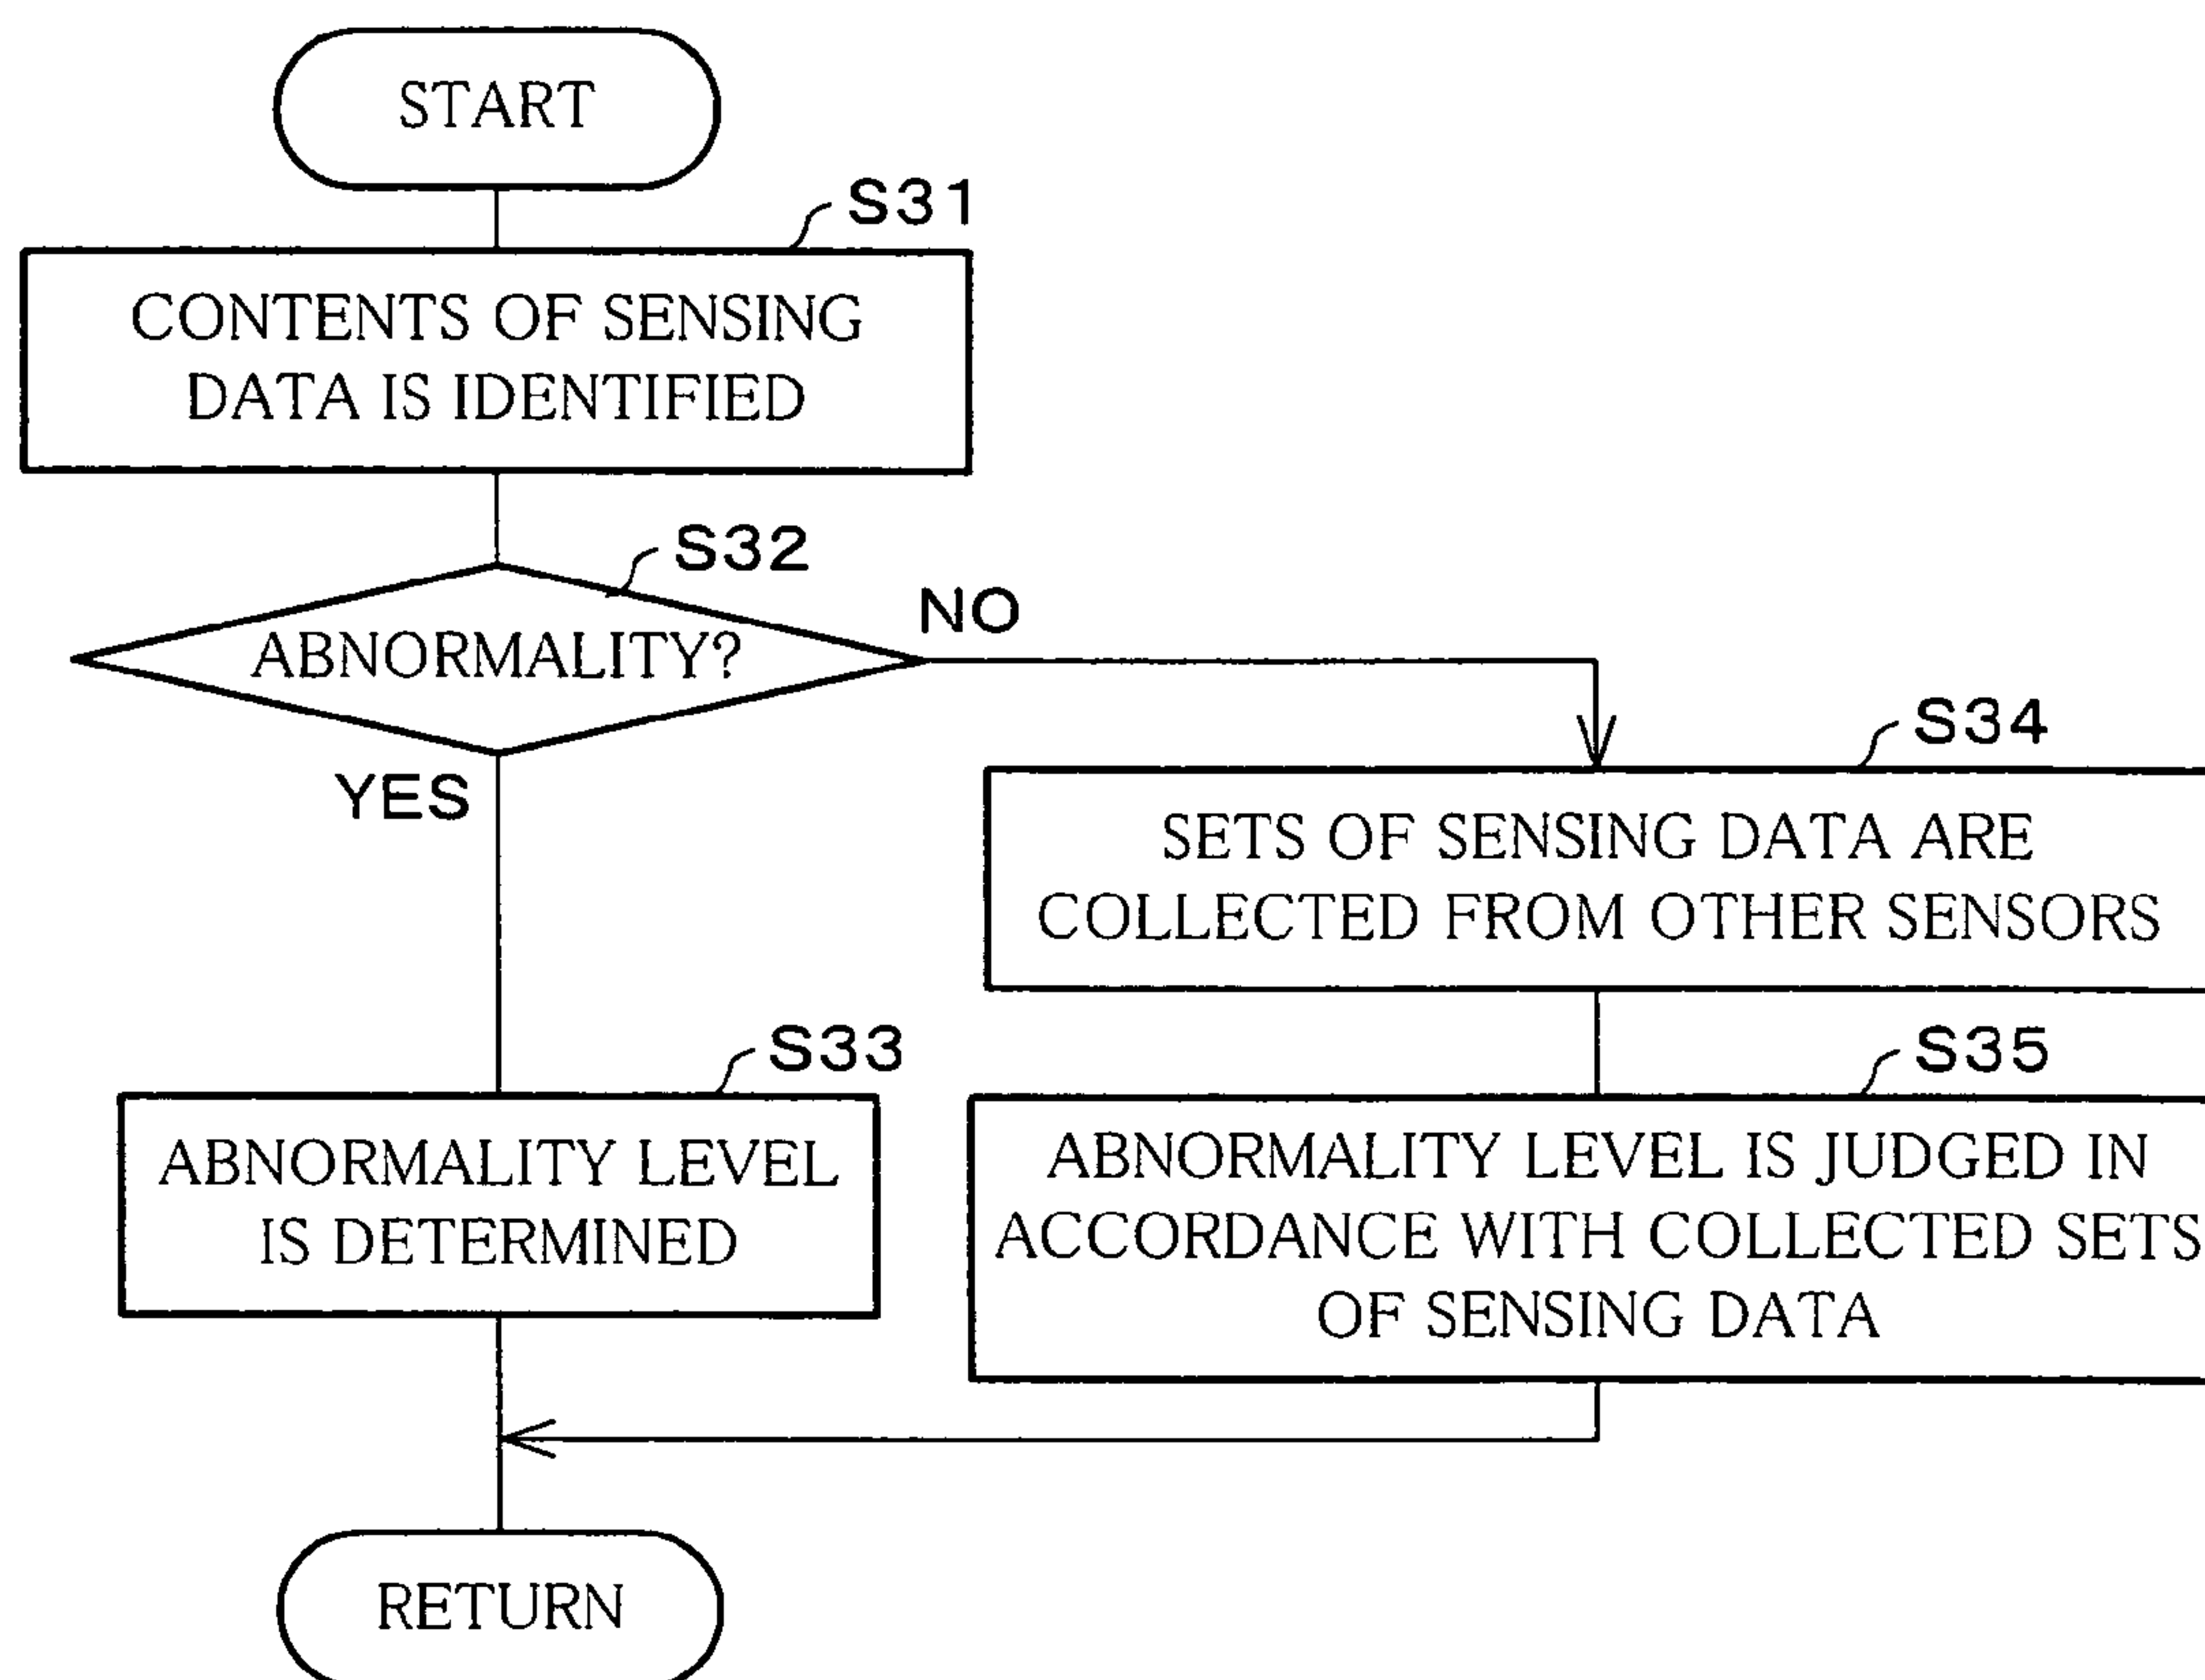 START
S31
CONTENTS OF SENSING
DATA IS IDENTIFIED
S32
ABNORMALITY?
NO
YES
S34
SETS OF SENSING DATA ARE
COLLECTED FROM OTHER SENSORS
S33
ABNORMALITY LEVEL
IS DETERMINED
S35
ABNORMALITY LEVEL IS JUDGED IN
ACCORDANCE WITH COLLECTED SETS
OF SENSING DATA
RETURN